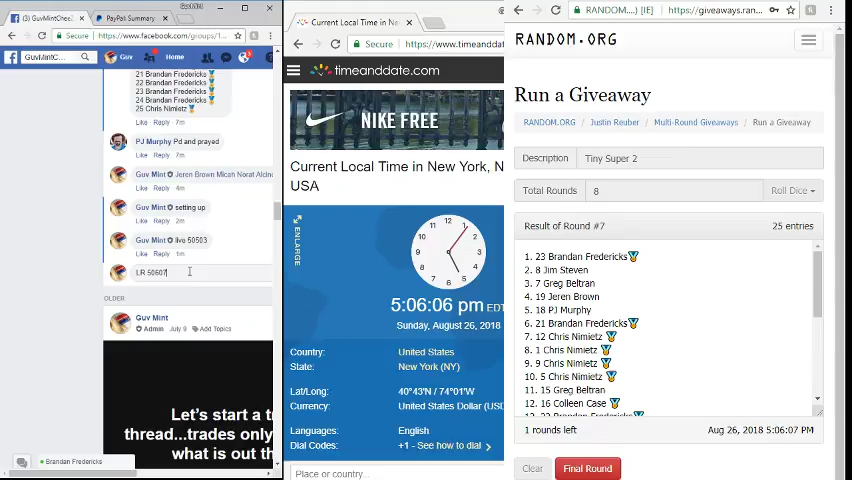 GuvMint
(3) GuvMintChee
PayPal: Summary
Secure
https://www.facebook.com/groups/1
GuvMintC
Guv
Home
21 Brandan Fredericks
22 Brandan Fredericks
23 Brandan Fredericks
24 Brandan Fredericks
25 Chris Nimietz
Like · Reply · 7m
PJ Murphy Pd and prayed
Like · Reply · 7m
Guv Mint Jeren Brown Micah Norat Alcino
Like · Reply · 4m
Guv Mint setting up
Like · Reply · 2m
Guv Mint live 50503
Like · Reply · 1m
LR 50607
OLDER
Guv Mint
Admin · July 9 · Add Topics
Let's start a tr
thread...trades only
what is out th
Brandan Fredericks
Current Local Time in Ne
Secure
https://www.timeanddate
timeanddate.com
NIKE FREE
Current Local Time in New York, N
USA
ENLARGE
12 1 2 3 4 5 6 7 8 9 10 11
5:06:06 pm EDT
Sunday, August 26, 2018
Country: United States
State: New York (NY)
Lat/Long: 40°43'N / 74°01'W
Currency: United States Dollar (USD
Languages: English
Dial Codes: +1 - See how to dial
Place or country...
RANDOM....) [IE]
https://giveaways.ran
RANDOM.ORG
Run a Giveaway
RANDOM.ORG / Justin Reuber / Multi-Round Giveaways / Run a Giveaway
Description Tiny Super 2
Total Rounds 8 Roll Dice
Result of Round #7 25 entries
1. 23 Brandan Fredericks
2. 8 Jim Steven
3. 7 Greg Beltran
4. 19 Jeren Brown
5. 18 PJ Murphy
6. 21 Brandan Fredericks
7. 12 Chris Nimietz
8. 1 Chris Nimietz
9. 9 Chris Nimietz
10. 5 Chris Nimietz
11. 15 Greg Beltran
12. 16 Colleen Case
13. 22 Brandan Fredericks
1 rounds left Aug 26, 2018 5:06:07 PM
Clear Final Round